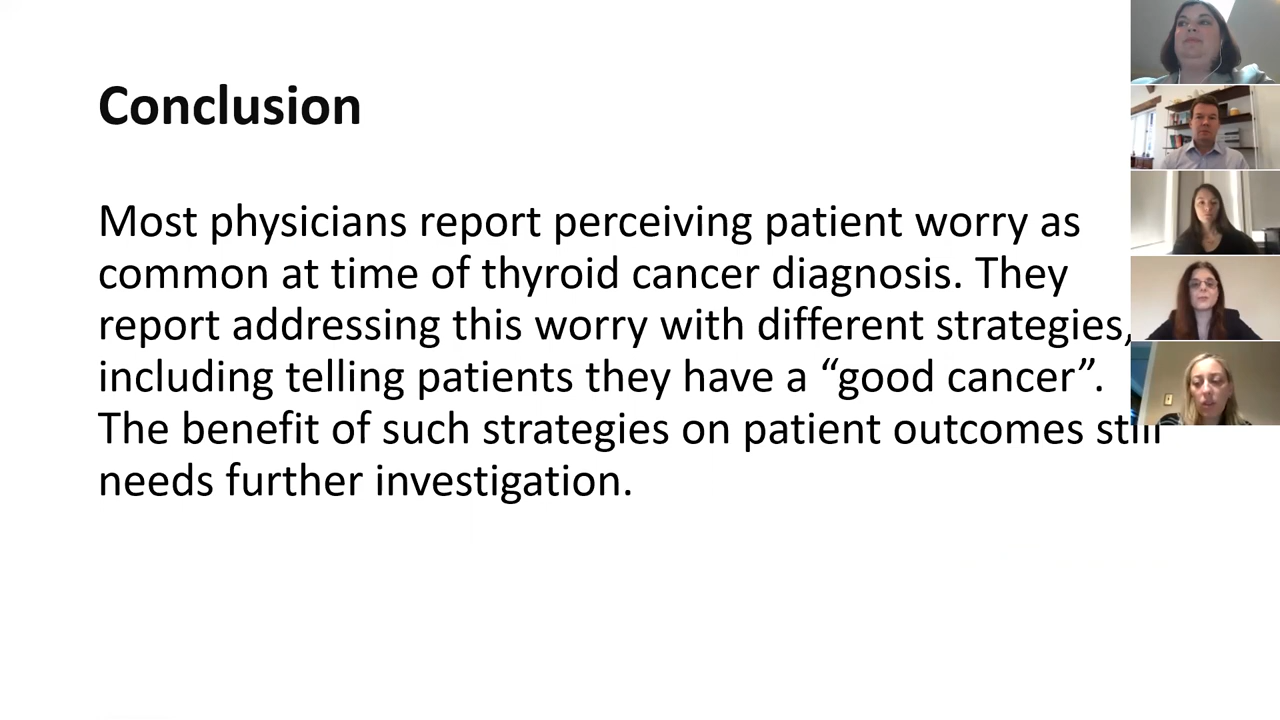 Conclusion
Most physicians report perceiving patient worry as
common at time of thyroid cancer diagnosis. They
report addressing this worry with different strategies,
including telling patients they have a “good cancer”.
The benefit of such strategies on patient outcomes still
needs further investigation.